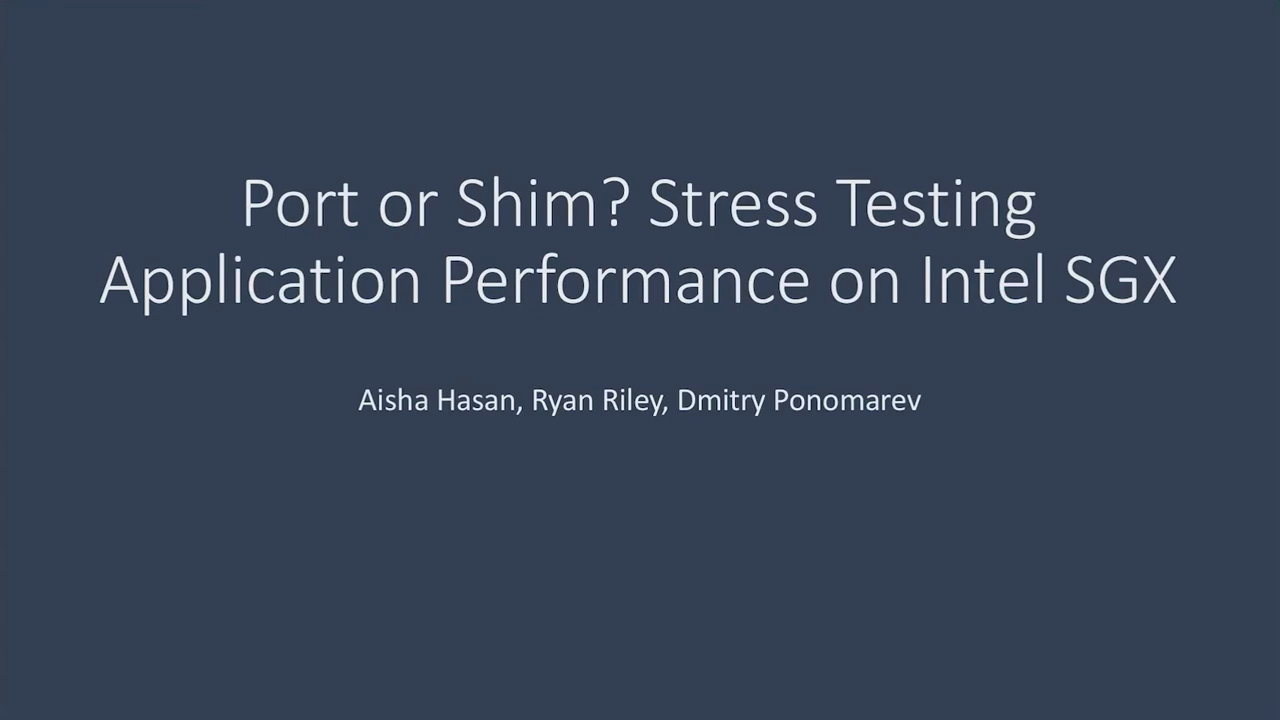 Port or Shim? Stress Testing
Application Performance on Intel SGX
Aisha Hasan, Ryan Riley, Dmitry Ponomarev